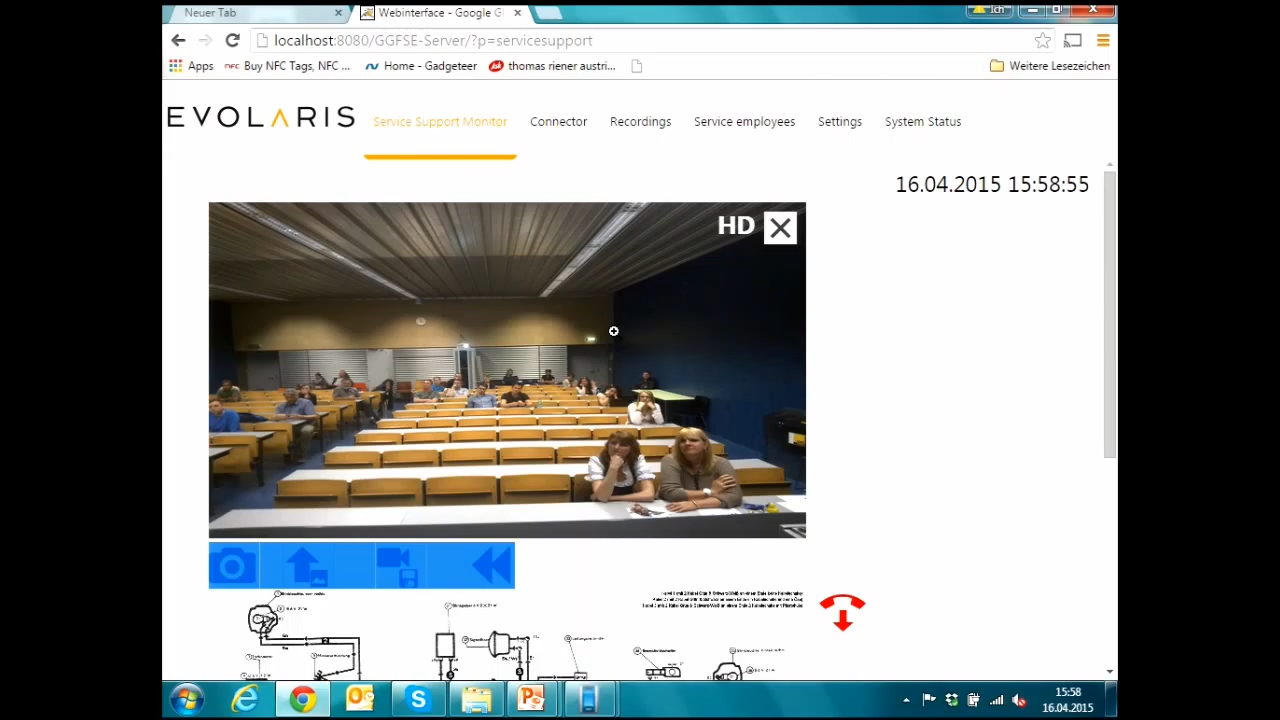 Neuer Tab
Webinterface - Google G
Ich
localhost:8080/GGFSE-Server/?p=servicesupport
Apps
Buy NFC Tags, NFC ...
Home - Gadgeteer
thomas riener austri...
Weitere Lesezeichen
EVOLARIS
Service Support Monitor
Connector
Recordings
Service employees
Settings
System Status
16.04.2015 15:58:55
HD
15:58
16.04.2015